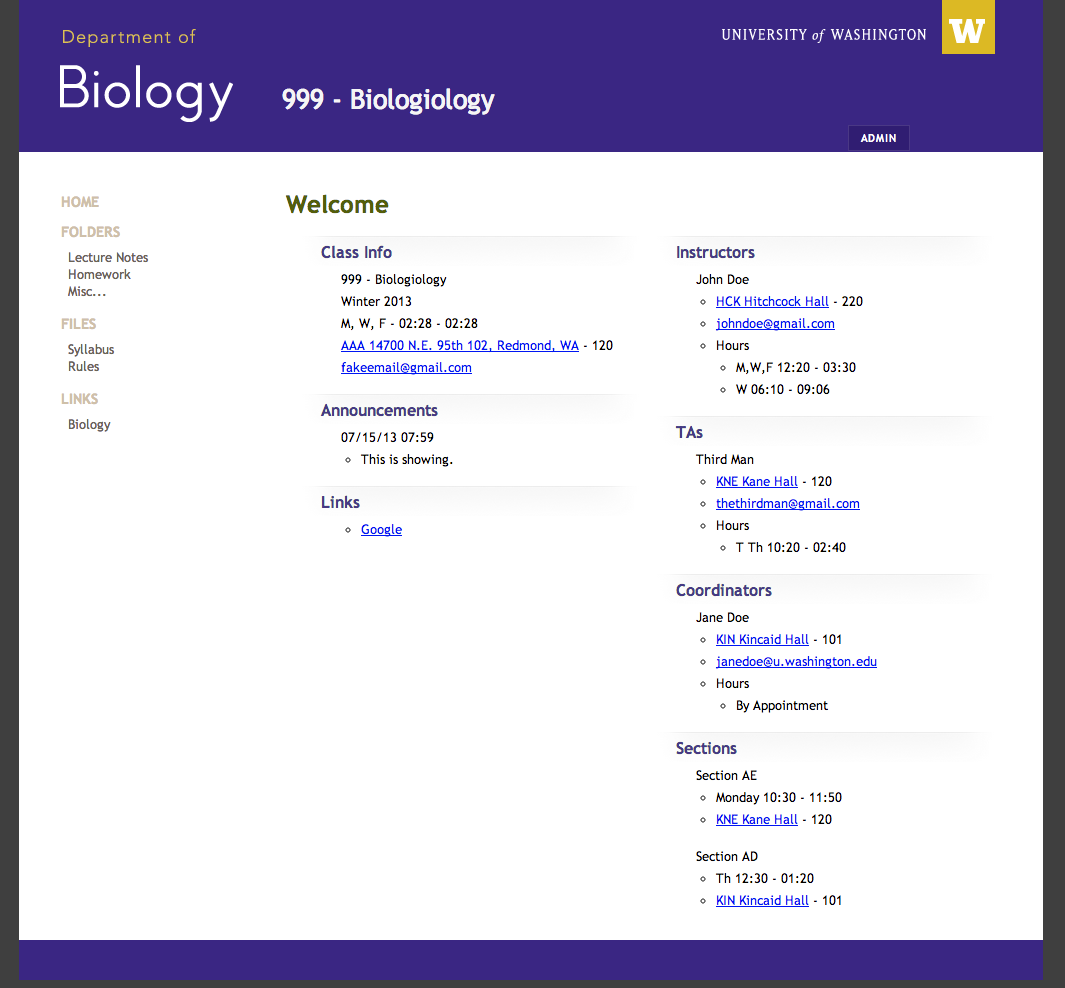 Department of
UNIVERSITY of WASHINGTON
W
Biology
999 - Biologiology
ADMIN
HOME
FOLDERS
Lecture Notes
Homework
Misc...
FILES
Syllabus
Rules
LINKS
Biology
Welcome
Class Info
999 - Biologiology
Winter 2013
M, W, F - 02:28 - 02:28
AAA 14700 N.E. 95th 102, Redmond, WA - 120
fakeemail@gmail.com
Announcements
07/15/13 07:59
This is showing.
Links
Google
Instructors
John Doe
HCK Hitchcock Hall - 220
johndoe@gmail.com
Hours
M,W,F 12:20 - 03:30
W 06:10 - 09:06
TAs
Third Man
KNE Kane Hall - 120
thethirdman@gmail.com
Hours
T Th 10:20 - 02:40
Coordinators
Jane Doe
KIN Kincaid Hall - 101
janedoe@u.washington.edu
Hours
By Appointment
Sections
Section AE
Monday 10:30 - 11:50
KNE Kane Hall - 120
Section AD
Th 12:30 - 01:20
KIN Kincaid Hall - 101